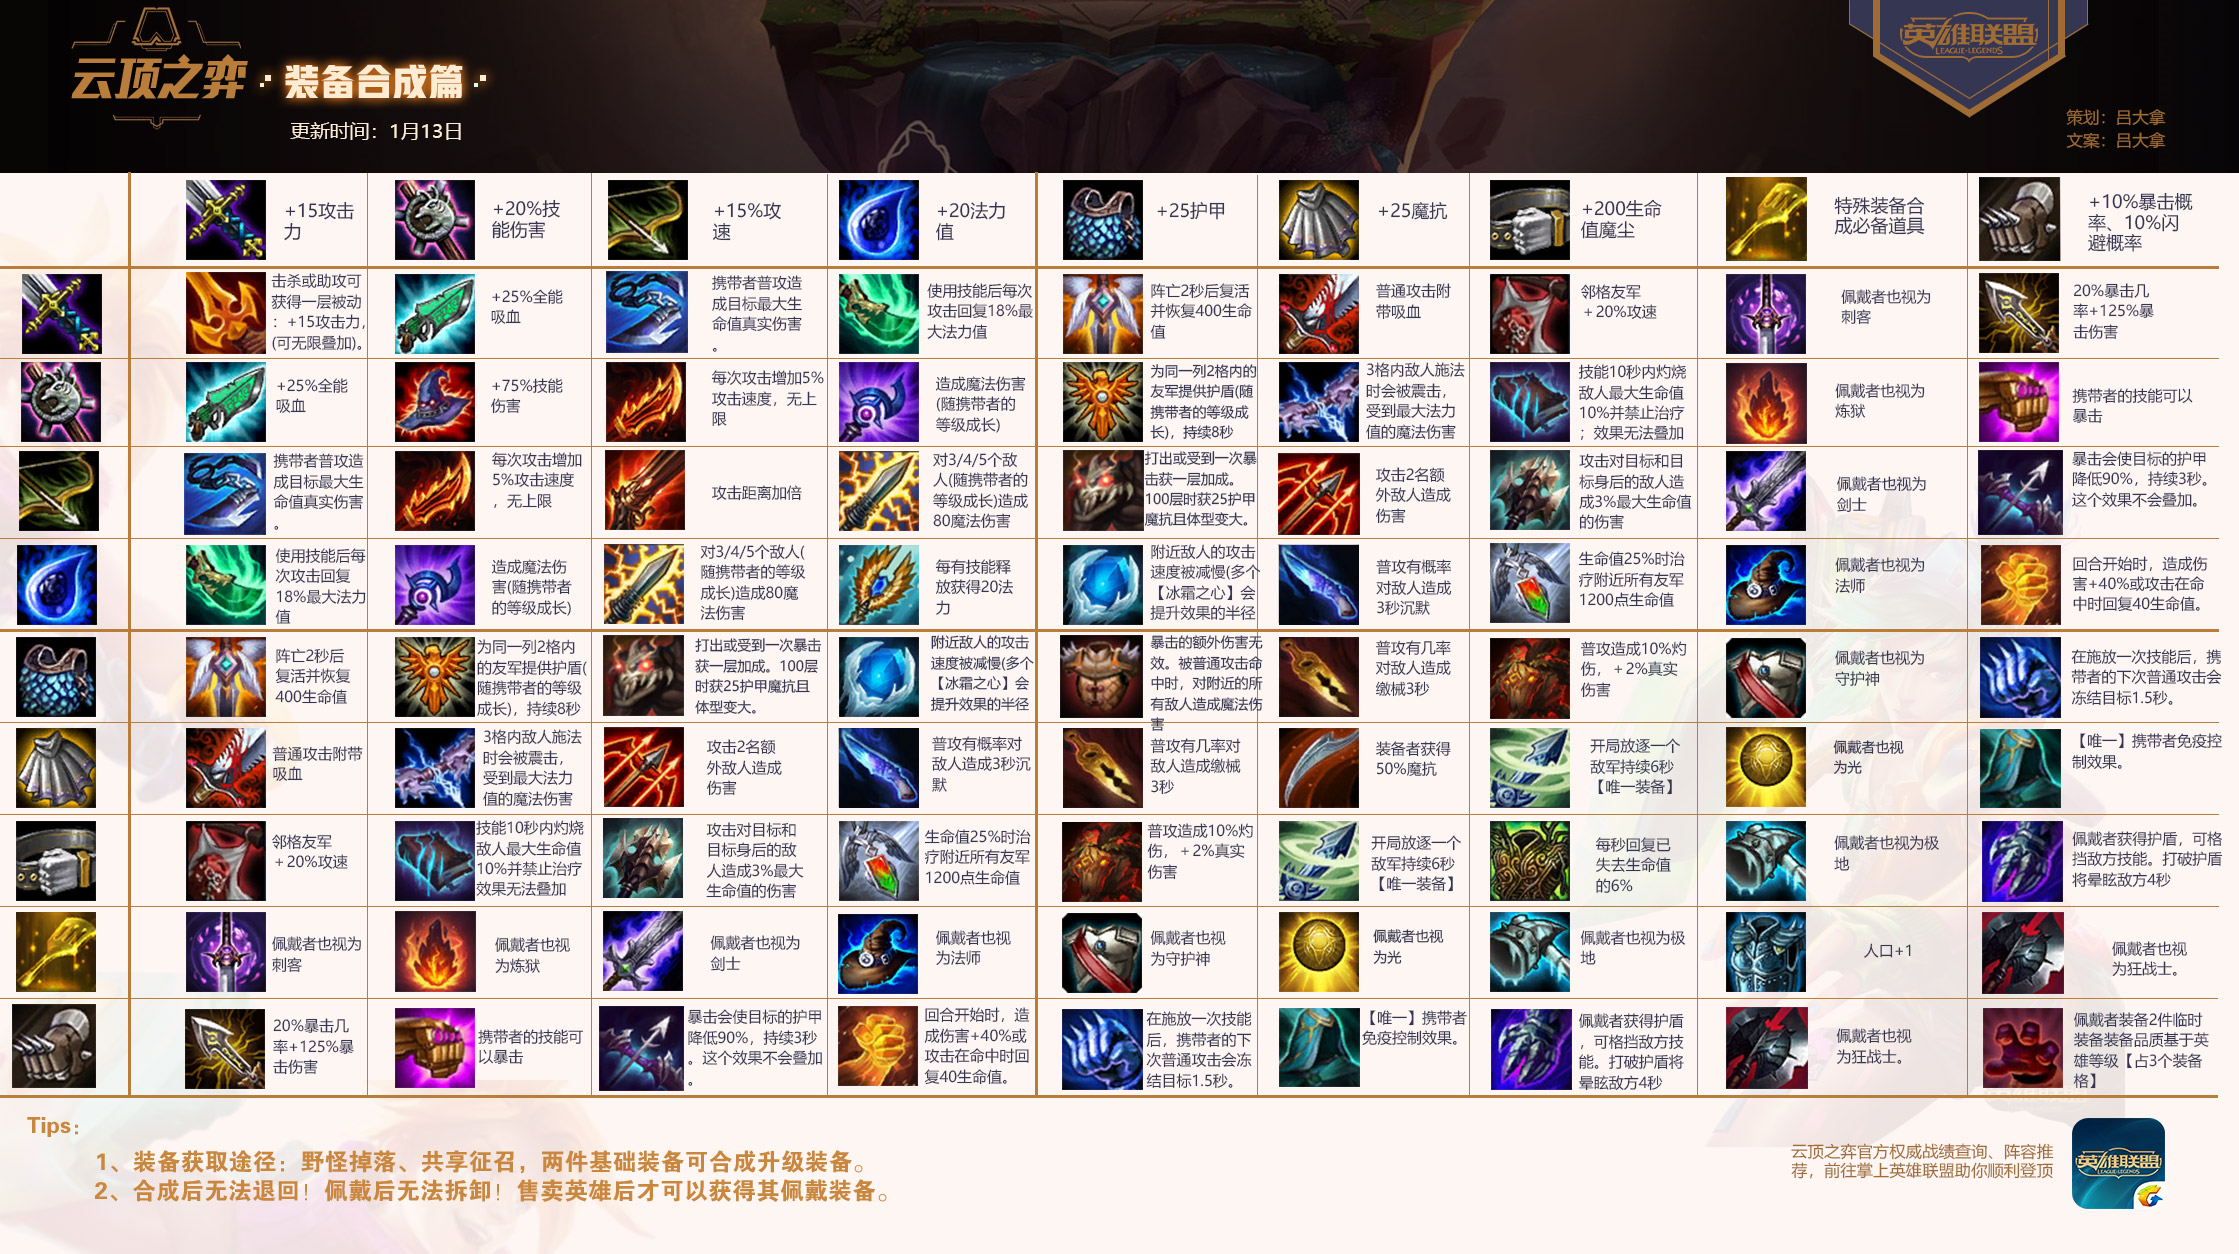 云顶之弈
·装备合成篇·
更新时间：1月13日
英雄联盟
LEAGUE·LEGENDS
策划：吕大拿
文案：吕大拿
+15攻击
力
+20%技
能伤害
+15%攻
速
+20法力
值
+25护甲
+25魔抗
+200生命
值魔尘
特殊装备合
成必备道具
+10%暴击概
率、10%闪
避概率
击杀或助攻可
获得一层被动
：+15攻击力，
(可无限叠加)。
+25%全能
吸血
携带者普攻造
成目标最大生
命值真实伤害
。
使用技能后每次
攻击回复18%最
大法力值
阵亡2秒后复活
并恢复400生命
值
普通攻击附
带吸血
邻格友军
＋20%攻速
佩戴者也视为
刺客
20%暴击几
率+125%暴
击伤害
+25%全能
吸血
+75%技能
伤害
每次攻击增加5%
攻击速度，无上
限
造成魔法伤害
(随携带者的
等级成长)
为同一列2格内的
友军提供护盾(随
携带者的等级成
长)，持续8秒
3格内敌人施法
时会被震击，
受到最大法力
值的魔法伤害
技能10秒内灼烧
敌人最大生命值
10%并禁止治疗
；效果无法叠加
佩戴者也视为
炼狱
携带者的技能可以
暴击
携带者普攻造
成目标最大生
命值真实伤害
。
每次攻击增加
5%攻击速度
，无上限
攻击距离加倍
对3/4/5个敌
人(随携带者的
等级成长)造成
80魔法伤害
打出或受到一次暴
击获一层加成。
100层时获25护甲
魔抗且体型变大。
攻击2名额
外敌人造成
伤害
攻击对目标和目
标身后的敌人造
成3%最大生命值
的伤害
佩戴者也视为
剑士
暴击会使目标的护甲
降低90%，持续3秒。
这个效果不会叠加。
使用技能后每
次攻击回复
18%最大法力
值
造成魔法伤
害(随携带者
的等级成长)
对3/4/5个敌人(
随携带者的等级
成长)造成80魔
法伤害
每有技能释
放获得20法
力
附近敌人的攻击
速度被减慢(多个
【冰霜之心】会
提升效果的半径
普攻有概率
对敌人造成
3秒沉默
生命值25%时治
疗附近所有友军
1200点生命值
佩戴者也视为
法师
回合开始时，造成伤
害+40%或攻击在命
中时回复40生命值。
阵亡2秒后
复活并恢复
400生命值
为同一列2格内
的友军提供护盾(
随携带者的等级
成长)，持续8秒
打出或受到一次暴击
获一层加成。100层
时获25护甲魔抗且
体型变大。
附近敌人的攻击
速度被减慢(多个
【冰霜之心】会
提升效果的半径
暴击的额外伤害无
效。被普通攻击命
中时，对附近的所
有敌人造成魔法伤
害
普攻有几率
对敌人造成
缴械3秒
普攻造成10%灼
伤，＋2%真实
伤害
佩戴者也视为
守护神
在施放一次技能后，携
带者的下次普通攻击会
冻结目标1.5秒。
普通攻击附带
吸血
3格内敌人施法
时会被震击，
受到最大法力
值的魔法伤害
攻击2名额
外敌人造成
伤害
普攻有概率对
敌人造成3秒沉
默
普攻有几率对
敌人造成缴械
3秒
装备者获得
50%魔抗
开局放逐一个
敌军持续6秒
【唯一装备】
佩戴者也视
为光
【唯一】携带者免疫控
制效果。
邻格友军
＋20%攻速
技能10秒内灼烧
敌人最大生命值
10%并禁止治疗
效果无法叠加
攻击对目标和
目标身后的敌
人造成3%最大
生命值的伤害
生命值25%时治
疗附近所有友军
1200点生命值
普攻造成10%灼
伤，＋2%真实
伤害
开局放逐一个
敌军持续6秒
【唯一装备】
每秒回复已
失去生命值
的6%
佩戴者也视为极
地
佩戴者获得护盾，可格
挡敌方技能。打破护盾
将晕眩敌方4秒
佩戴者也视为
刺客
佩戴者也视
为炼狱
佩戴者也视为
剑士
佩戴者也视
为法师
佩戴者也视
为守护神
佩戴者也视
为光
佩戴者也视为极
地
人口+1
佩戴者也视
为狂战士。
20%暴击几
率+125%暴
击伤害
携带者的技能可
以暴击
暴击会使目标的护甲
降低90%，持续3秒
。这个效果不会叠加
。
回合开始时，造
成伤害+40%或
攻击在命中时回
复40生命值。
在施放一次技能
后，携带者的下
次普通攻击会冻
结目标1.5秒。
【唯一】携带者
免疫控制效果。
佩戴者获得护盾
，可格挡敌方技
能。打破护盾将
晕眩敌方4秒
佩戴者也视
为狂战士。
佩戴者装备2件临时
装备装备品质基于英
雄等级【占3个装备
格】
Tips：
1、装备获取途径：野怪掉落、共享征召，两件基础装备可合成升级装备。
2、合成后无法退回！佩戴后无法拆卸！售卖英雄后才可以获得其佩戴装备。
云顶之弈官方权威战绩查询、阵容推
荐，前往掌上英雄联盟助你顺利登顶
英雄联盟
LEAGUE·LEGENDS